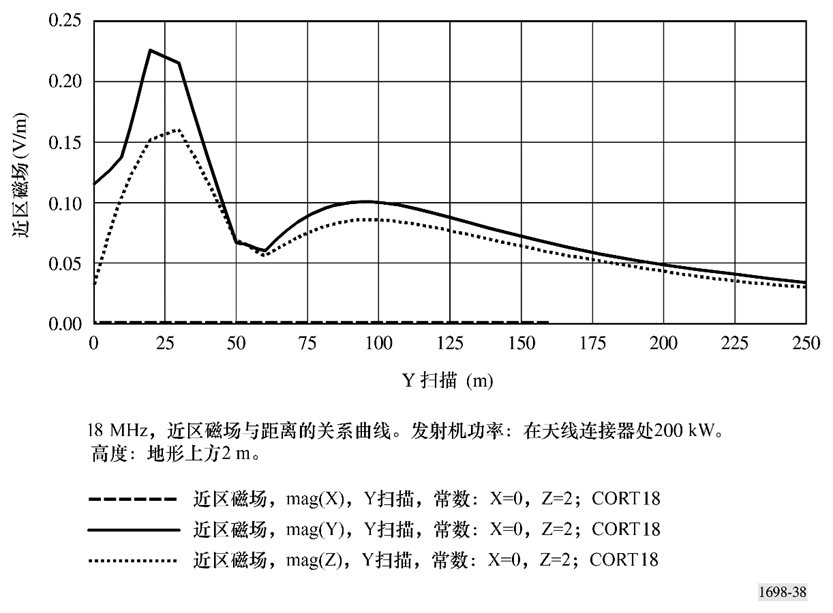 0.25
0.20
0.15
0.10
0.05
0.00
近区磁场 (V/m)
0 25 50 75 100 125 150 175 200 225 250
Y 扫描 (m)
18 MHz，近区磁场与距离的关系曲线。发射机功率：在天线连接器处200 kW。
高度：地形上方2 m。
近区磁场，mag(X)，Y扫描，常数：X=0，Z=2；CORT18
近区磁场，mag(Y)，Y扫描，常数：X=0，Z=2；CORT18
近区磁场，mag(Z)，Y扫描，常数：X=0，Z=2；CORT18
1698-38